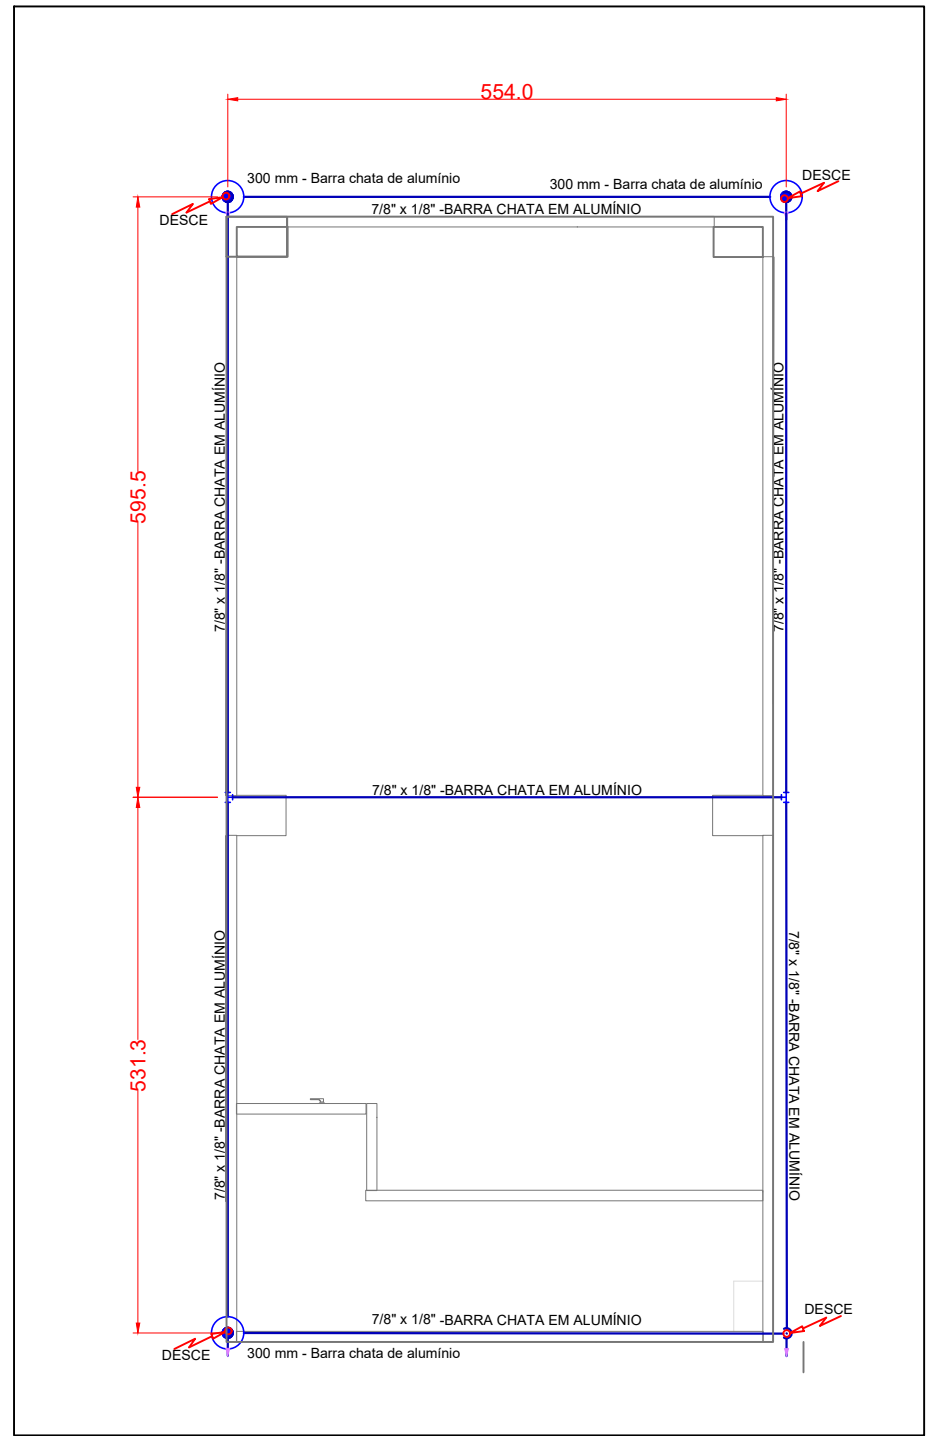 554.0
300 mm - Barra chata de alumínio
300 mm - Barra chata de alumínio
DESCE
7/8" x 1/8" -BARRA CHATA EM ALUMÍNIO
DESCE
7/8" x 1/8" -BARRA CHATA EM ALUMÍNIO
7/8" x 1/8" -BARRA CHATA EM ALUMÍNIO
595.5
7/8" x 1/8" -BARRA CHATA EM ALUMÍNIO
7/8" x 1/8" -BARRA CHATA EM ALUMÍNIO
7/8" x 1/8" -BARRA CHATA EM ALUMÍNIO
531.3
7/8" x 1/8" -BARRA CHATA EM ALUMÍNIO
DESCE
DESCE
300 mm - Barra chata de alumínio